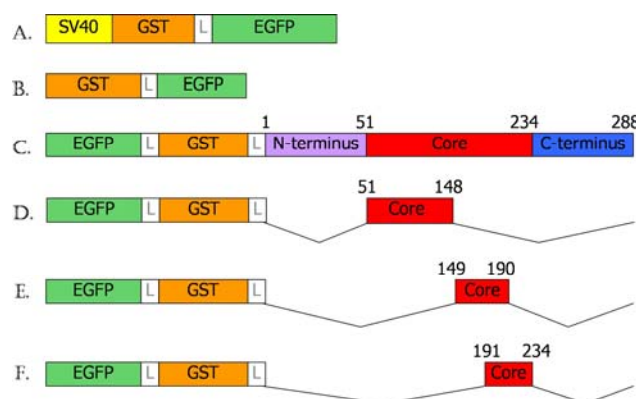 A. SV40 GST L EGFP
B. GST L EGFP
1 51 234 288
C. EGFP L GST L N-terminus Core C-terminus
51 148
D. EGFP L GST L Core
149 190
E. EGFP L GST L Core
191 234
F. EGFP L GST L Core